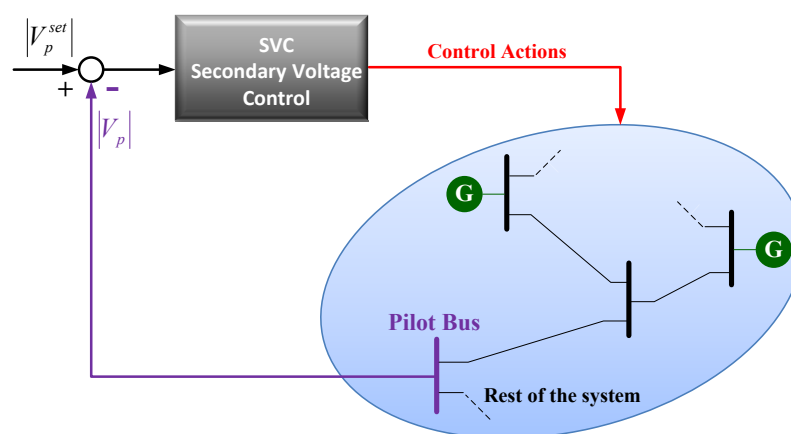 |V_p^{set}|
SVC
Secondary Voltage
Control
Control Actions
+
-
|V_p|
G
G
Pilot Bus
Rest of the system